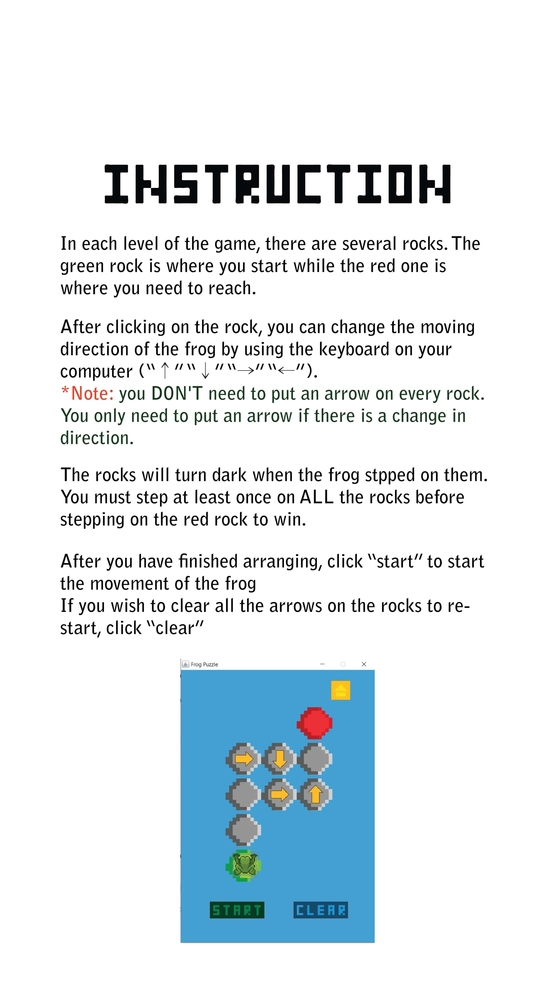 INSTRUCTION
In each level of the game, there are several rocks. The
green rock is where you start while the red one is
where you need to reach.
After clicking on the rock, you can change the moving
direction of the frog by using the keyboard on your
computer (“↑”“↓”“→”“←”).
*Note: you DON'T need to put an arrow on every rock.
You only need to put an arrow if there is a change in
direction.
The rocks will turn dark when the frog stpped on them.
You must step at least once on ALL the rocks before
stepping on the red rock to win.
After you have finished arranging, click “start” to start
the movement of the frog
If you wish to clear all the arrows on the rocks to re-
start, click “clear”
Frog Puzzle
START CLEAR